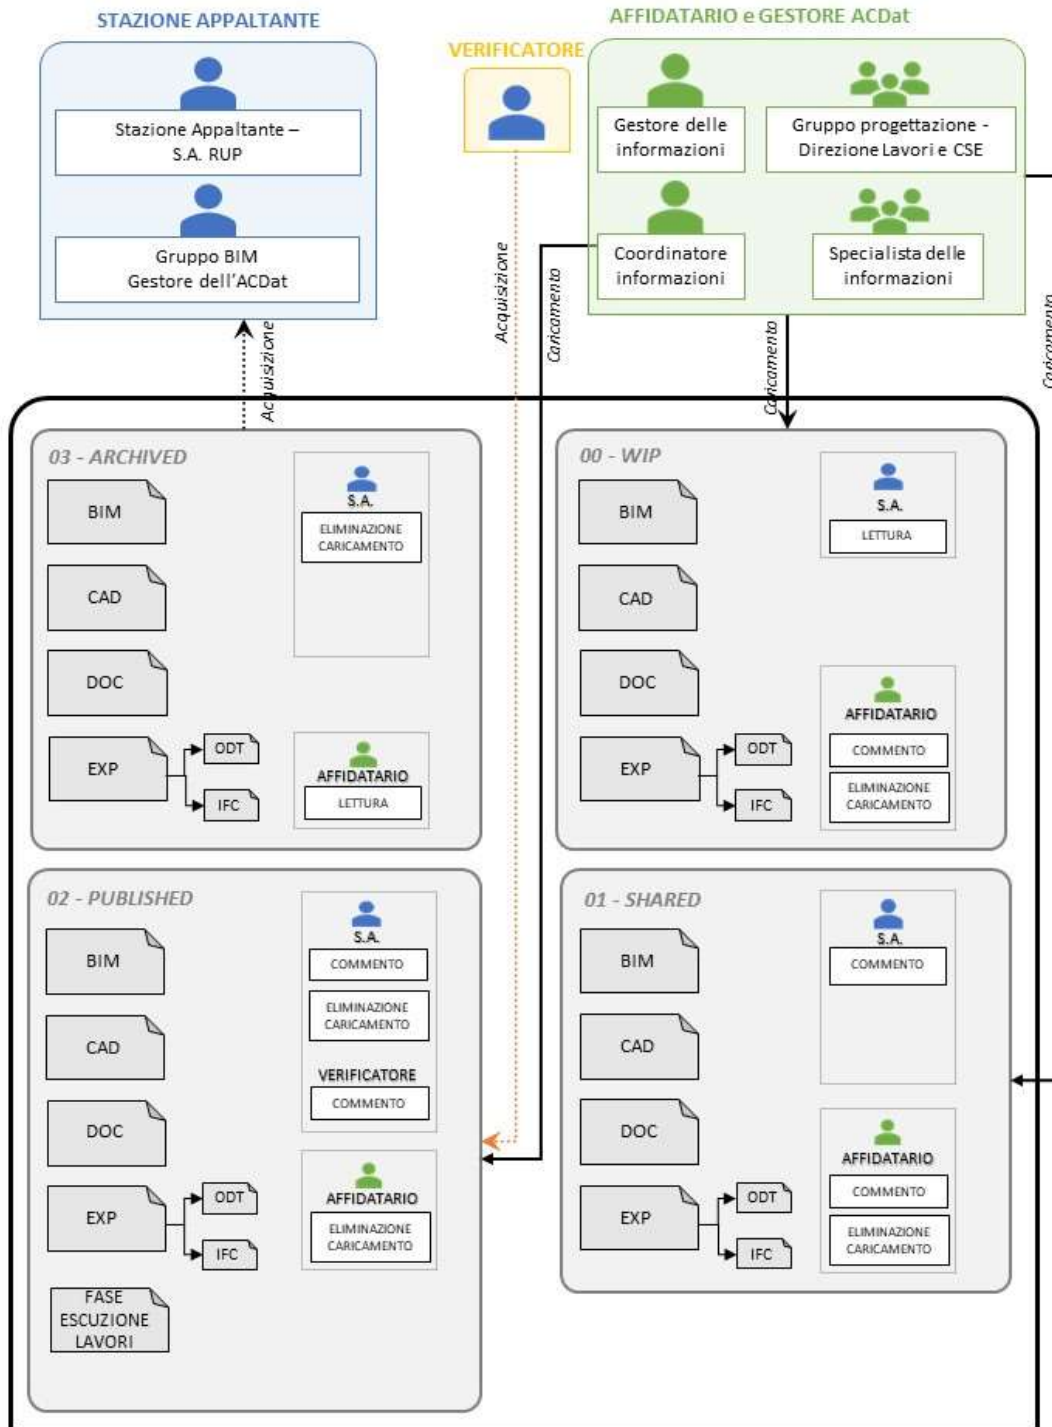 STAZIONE APPALTANTE
Stazione Appaltante –
S.A. RUP
Gruppo BIM
Gestore dell'ACDat
VERIFICATORE
AFFIDATARIO e GESTORE ACDat
Gestore delle
informazioni
Gruppo progettazione -
Direzione Lavori e CSE
Coordinatore
informazioni
Specialista delle
informazioni
Acquisizione
Acquisizione
Caricamento
Caricamento
Caricamento
03 - ARCHIVED
BIM
CAD
DOC
EXP
ODT
IFC
S.A.
ELIMINAZIONE
CARICAMENTO
AFFIDATARIO
LETTURA
00 - WIP
BIM
CAD
DOC
EXP
ODT
IFC
S.A.
LETTURA
AFFIDATARIO
COMMENTO
ELIMINAZIONE
CARICAMENTO
02 - PUBLISHED
BIM
CAD
DOC
EXP
ODT
IFC
FASE
ESCUZIONE
LAVORI
S.A.
COMMENTO
ELIMINAZIONE
CARICAMENTO
VERIFICATORE
COMMENTO
AFFIDATARIO
ELIMINAZIONE
CARICAMENTO
01 - SHARED
BIM
CAD
DOC
EXP
ODT
IFC
S.A.
COMMENTO
AFFIDATARIO
COMMENTO
ELIMINAZIONE
CARICAMENTO